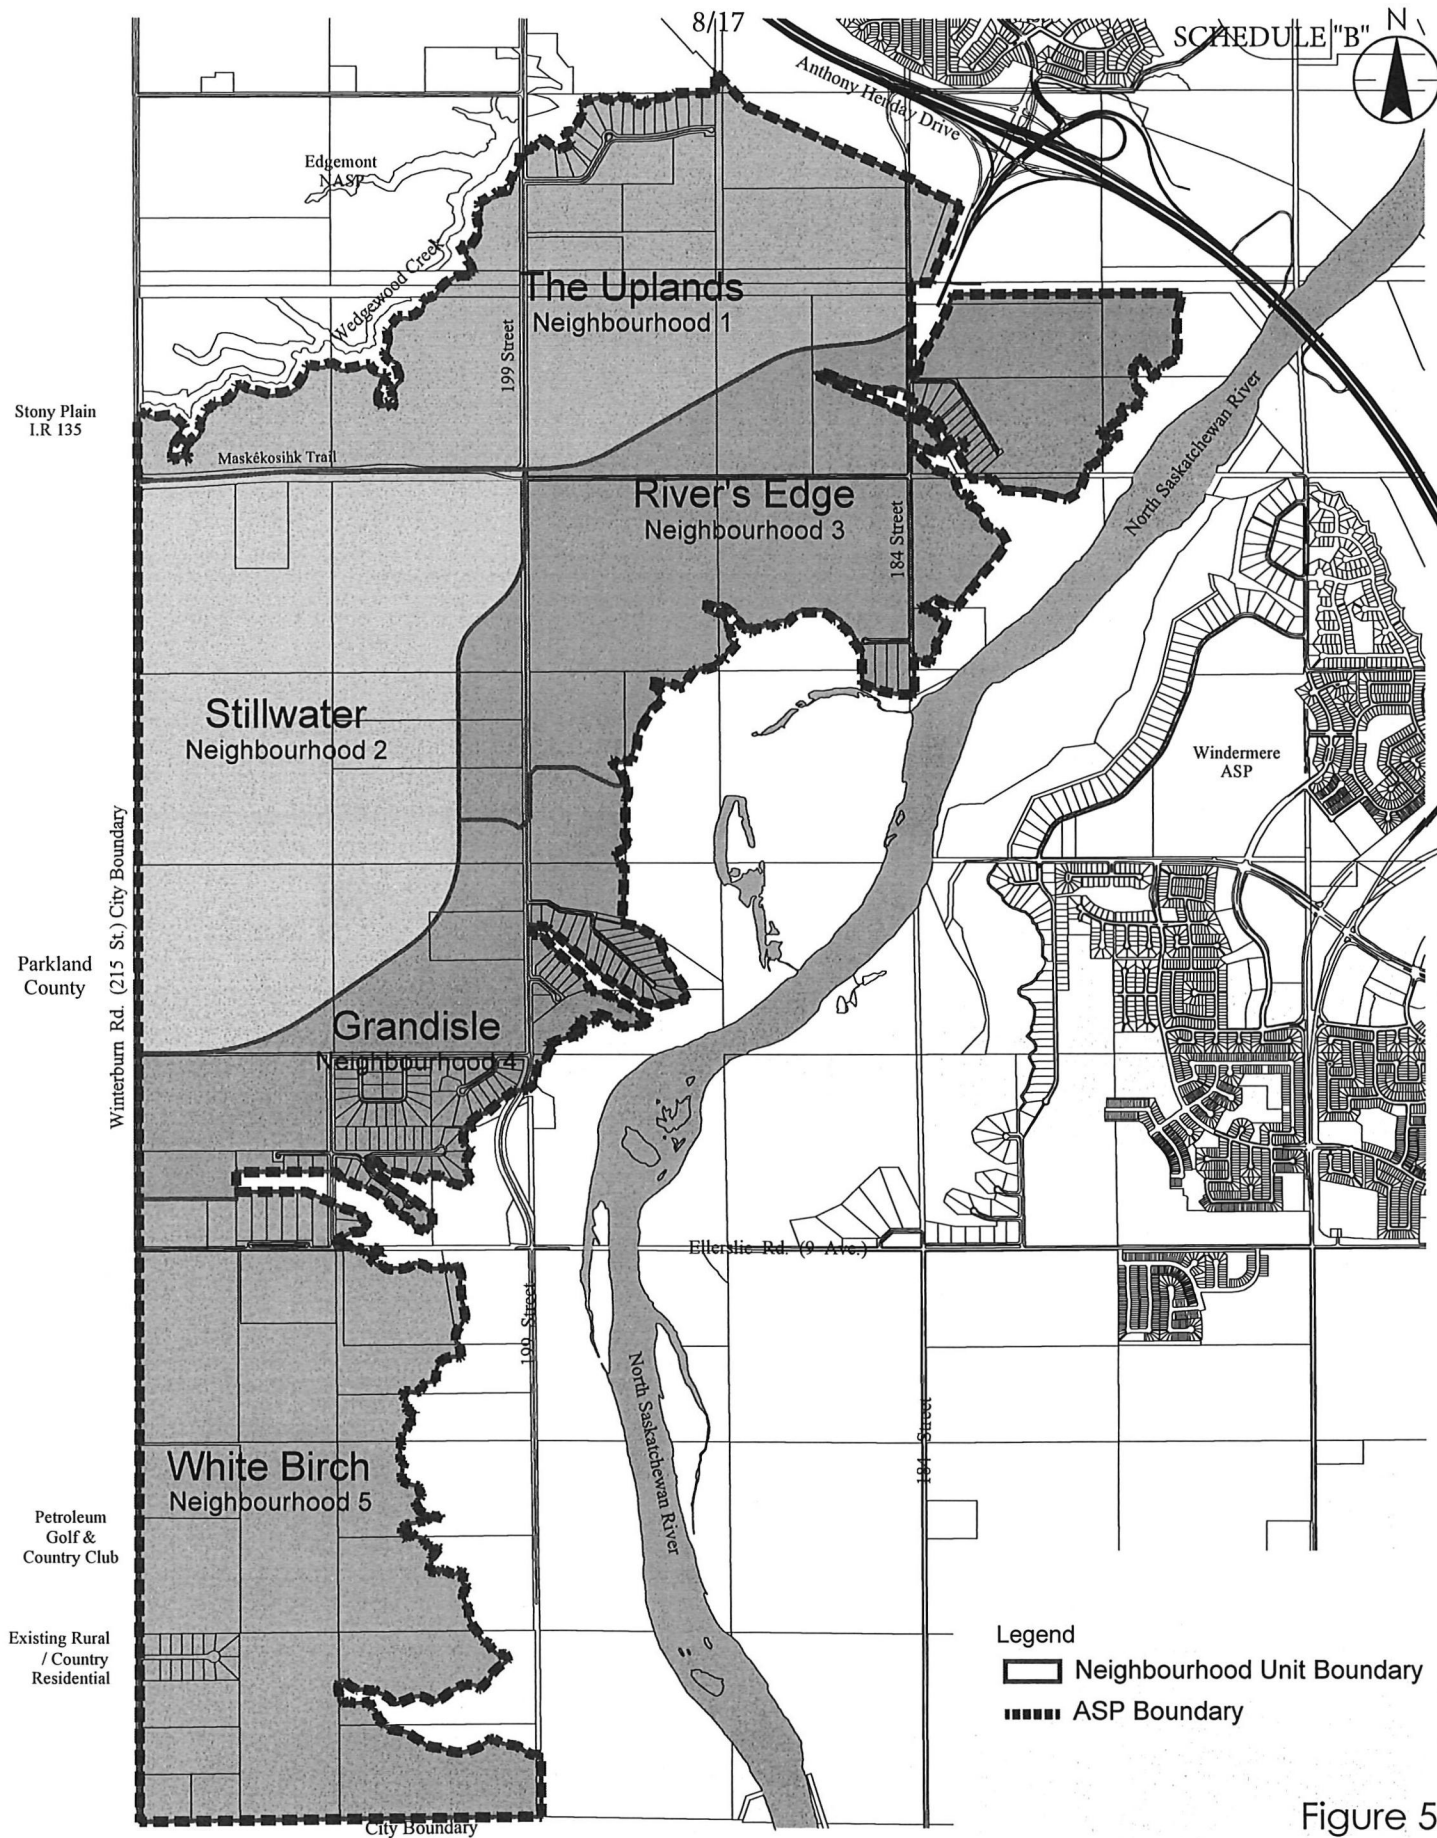 8/17
SCHEDULE "B"
N
Anthony Henday Drive
Edgemont
NASP
Wedgewood Creek
The Uplands
Neighbourhood 1
199 Street
North Saskatchewan River
Stony Plain
I.R 135
Maskêkosihk Trail
River's Edge
Neighbourhood 3
184 Street
Stillwater
Neighbourhood 2
Windermere
ASP
Winterburn Rd. (215 St.) City Boundary
Parkland
County
Grandisle
Neighbourhood 4
Ellerslie Rd. (9 Ave.)
199 Street
North Saskatchewan River
184 Street
White Birch
Neighbourhood 5
Petroleum
Golf &
Country Club
Existing Rural
/ Country
Residential
Legend
Neighbourhood Unit Boundary
ASP Boundary
City Boundary
Figure 5